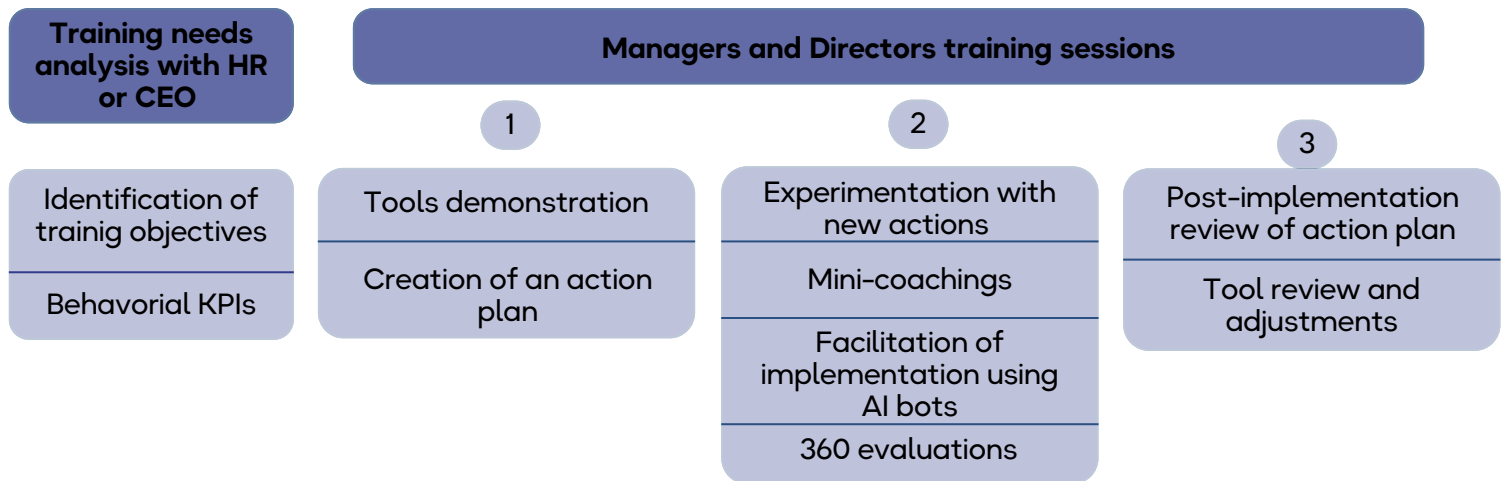 Training needs
analysis with HR
or CEO
Managers and Directors training sessions
1
2
3
Identification of
trainig objectives
Behavorial KPIs
Tools demonstration
Creation of an action
plan
Experimentation with
new actions
Mini-coachings
Facilitation of
implementation using
AI bots
360 evaluations
Post-implementation
review of action plan
Tool review and
adjustments